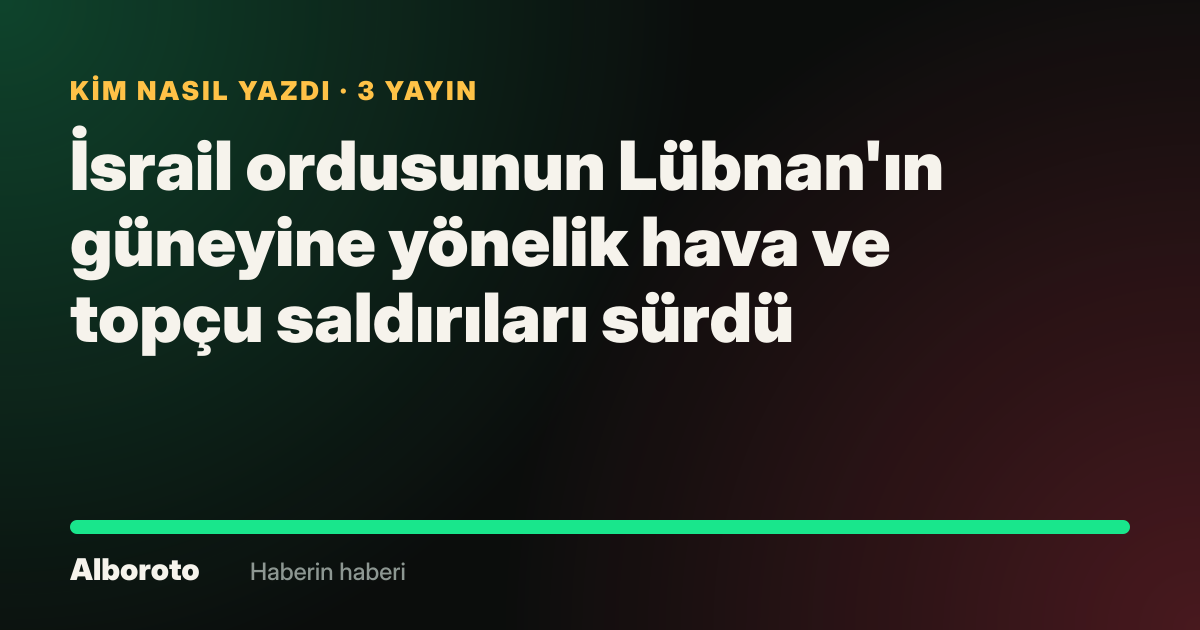 KİM NASIL YAZDI · 3 YAYIN
İsrail ordusunun Lübnan'ın
güneyine yönelik hava ve
topçu saldırıları sürdü
Alboroto Haberin haberi